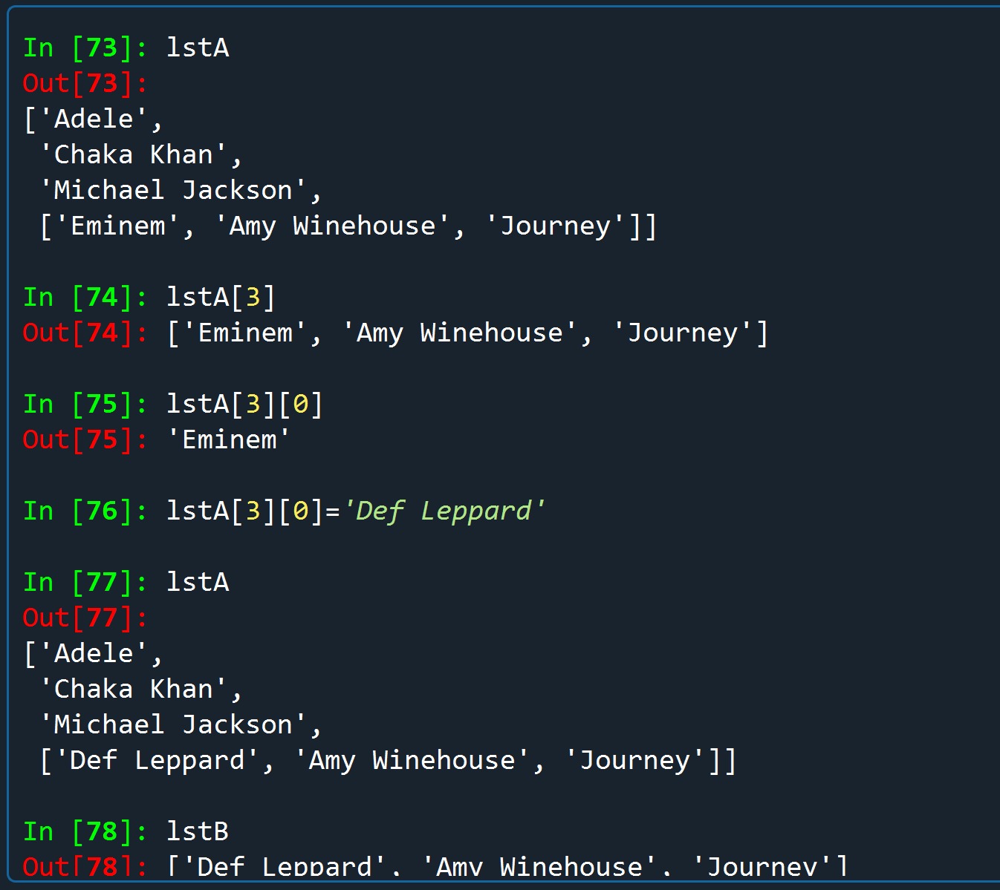 In [73]: lstA
Out[73]:
['Adele',
 'Chaka Khan',
 'Michael Jackson',
 ['Eminem', 'Amy Winehouse', 'Journey']]
In [74]: lstA[3]
Out[74]: ['Eminem', 'Amy Winehouse', 'Journey']
In [75]: lstA[3][0]
Out[75]: 'Eminem'
In [76]: lstA[3][0]='Def Leppard'
In [77]: lstA
Out[77]:
['Adele',
 'Chaka Khan',
 'Michael Jackson',
 ['Def Leppard', 'Amy Winehouse', 'Journey']]
In [78]: lstB
Out[78]: ['Def Leppard', 'Amy Winehouse', 'Journey']